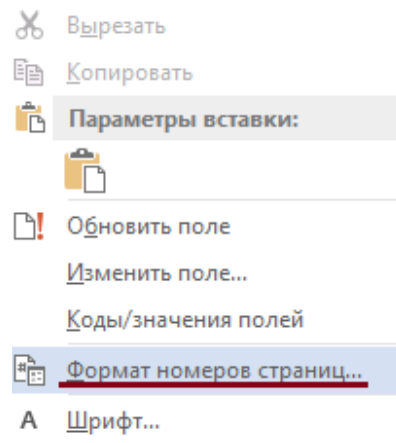 Вырезать
Копировать
Параметры вставки:
Обновить поле
Изменить поле...
Коды/значения полей
Формат номеров страниц...
Шрифт...